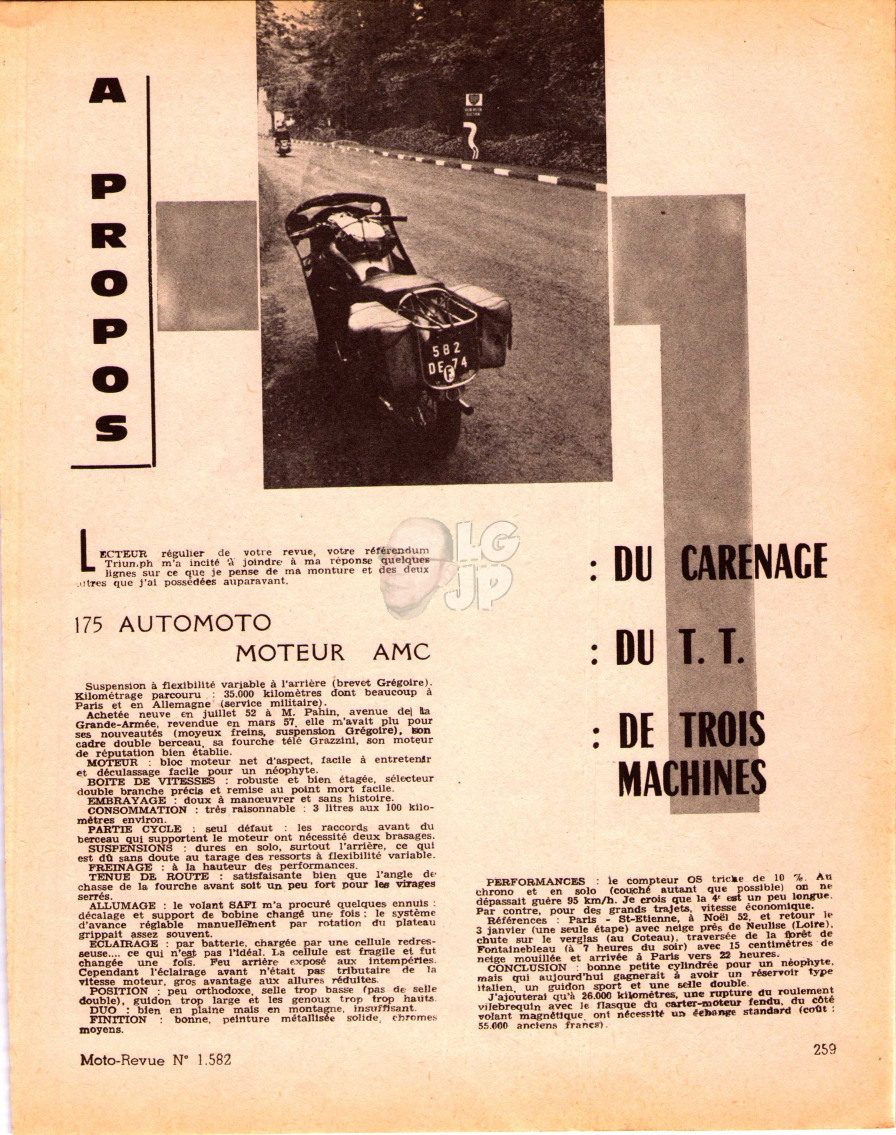 A PROPOS
582
DE 74
F
: DU CARENAGE
: DU T. T.
: DE TROIS
MACHINES
LECTEUR régulier de votre revue, votre référendum
Triun.ph m'a incité à joindre à ma réponse quelques
lignes sur ce que je pense de ma monture et des deux
utres que j'ai possédées auparavant.
LG
JP
175 AUTOMOTO
MOTEUR AMC
Suspension à flexibilité variable à l'arrière (brevet Grégoire).
Kilométrage parcouru : 35.000 kilomètres dont beaucoup à
Paris et en Allemagne (service militaire).
Achetée neuve en juillet 52 à M. Pahin, avenue de la
Grande-Armée, revendue en mars 57, elle m'avait plu pour
ses nouveautés (moyeux freins, suspension Grégoire), son
cadre double berceau, sa fourche télé Grazzini, son moteur
de réputation bien établie.
MOTEUR : bloc moteur net d'aspect, facile à entretenir
et déculassage facile pour un néophyte.
BOITE DE VITESSES : robuste et bien étagée, sélecteur
double branche précis et remise au point mort facile.
EMBRAYAGE : doux à manœuvrer et sans histoire.
CONSOMMATION : très raisonnable : 3 litres aux 100 kilo-
mètres environ.
PARTIE CYCLE : seul défaut : les raccords avant du
berceau qui supportent le moteur ont nécessité deux brasages.
SUSPENSIONS : dures en solo, surtout l'arrière, ce qui
est dû sans doute au tarage des ressorts à flexibilité variable.
FREINAGE : à la hauteur des performances.
TENUE DE ROUTE : satisfaisante bien que l'angle de
chasse de la fourche avant soit un peu fort pour les virages
serrés.
ALLUMAGE : le volant SAFI m'a procuré quelques ennuis :
décalage et support de bobine changé une fois : le système
d'avance réglable manuellement par rotation du plateau
grippait assez souvent.
ECLAIRAGE : par batterie, chargée par une cellule redres-
seuse.... ce qui n'est pas l'idéal. La cellule est fragile et fut
changée une fois. Feu arrière exposé aux intempéries.
Cependant l'éclairage avant n'était pas tributaire de la
vitesse moteur, gros avantage aux allures réduites.
POSITION : peu orthodoxe, selle trop basse (pas de selle
double), guidon trop large et les genoux trop trop hauts.
DUO : bien en plaine mais en montagne, insuffisant.
FINITION : bonne, peinture métallisée solide, chromes
moyens.
PERFORMANCES : le compteur OS triche de 10 %. Au
chrono et en solo (couché autant que possible) on ne
dépassait guère 95 km/h. Je crois que la 4e est un peu longue.
Par contre, pour des grands trajets, vitesse économique.
Références : Paris - St-Etienne, à Noël 52, et retour le
3 janvier (une seule étape) avec neige près de Neulise (Loire),
chute sur le verglas (au Coteau), traversée de la forêt de
Fontainebleau (à 7 heures du soir) avec 15 centimètres de
neige mouillée et arrivée à Paris vers 22 heures.
CONCLUSION : bonne petite cylindrée pour un néophyte,
mais qui aujourd'hui gagnerait à avoir un réservoir type
italien, un guidon sport et une selle double.
J'ajouterai qu'à 26.000 kilomètres, une rupture du roulement
vilebrequin avec le flasque du carter-moteur fendu, du côté
volant magnétique, ont nécessité un échange standard (coût :
55.000 anciens francs).
Moto-Revue N° 1.582
259